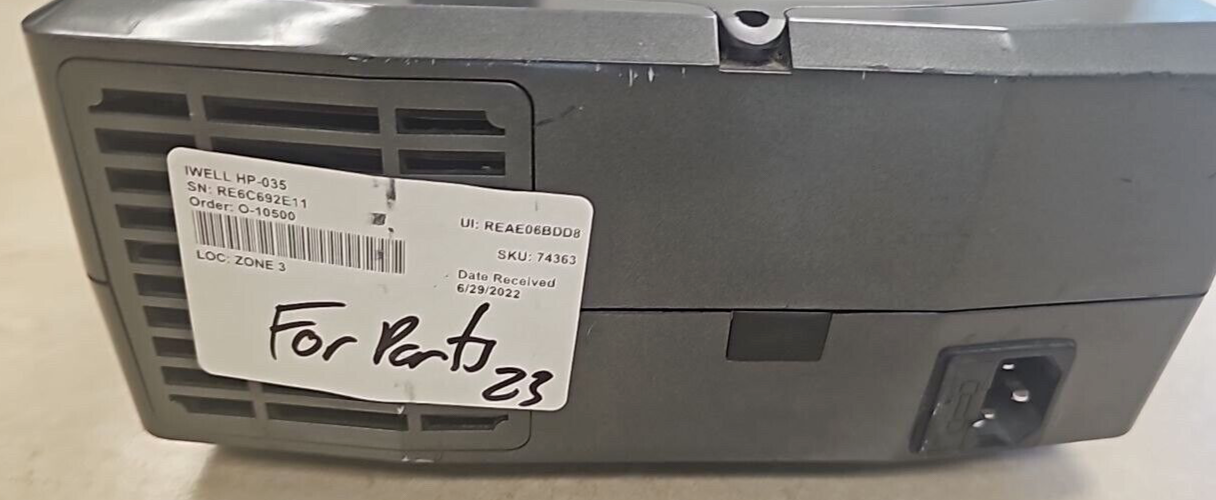 IWELL HP-035
SN: RE6C692E11
Order: O-10500
LOC: ZONE 3
UI: REAE06BDD8
SKU: 74363
Date Received
6/29/2022
For Parts
23